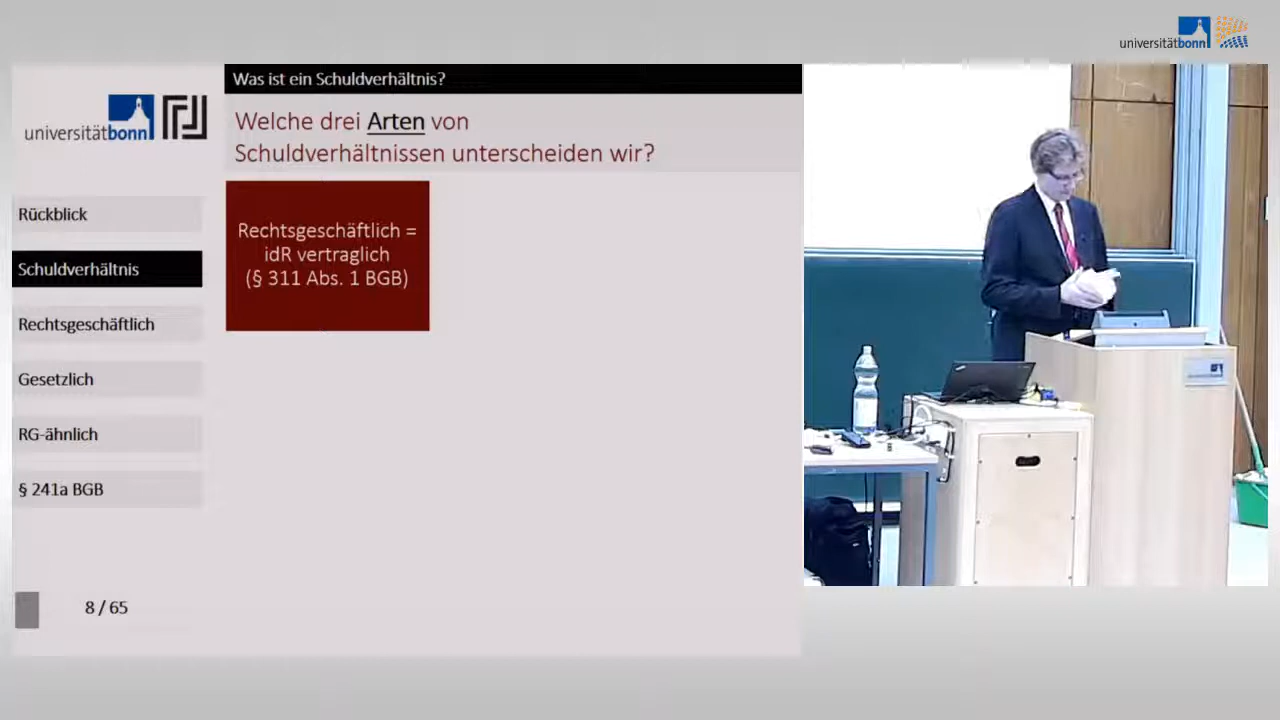 universitätbonn
Was ist ein Schuldverhältnis?
universitätbonn
Welche drei Arten von
Schuldverhältnissen unterscheiden wir?
Rechtsgeschäftlich =
idR vertraglich
(§ 311 Abs. 1 BGB)
Rückblick
Schuldverhältnis
Rechtsgeschäftlich
Gesetzlich
RG-ähnlich
§ 241a BGB
8 / 65